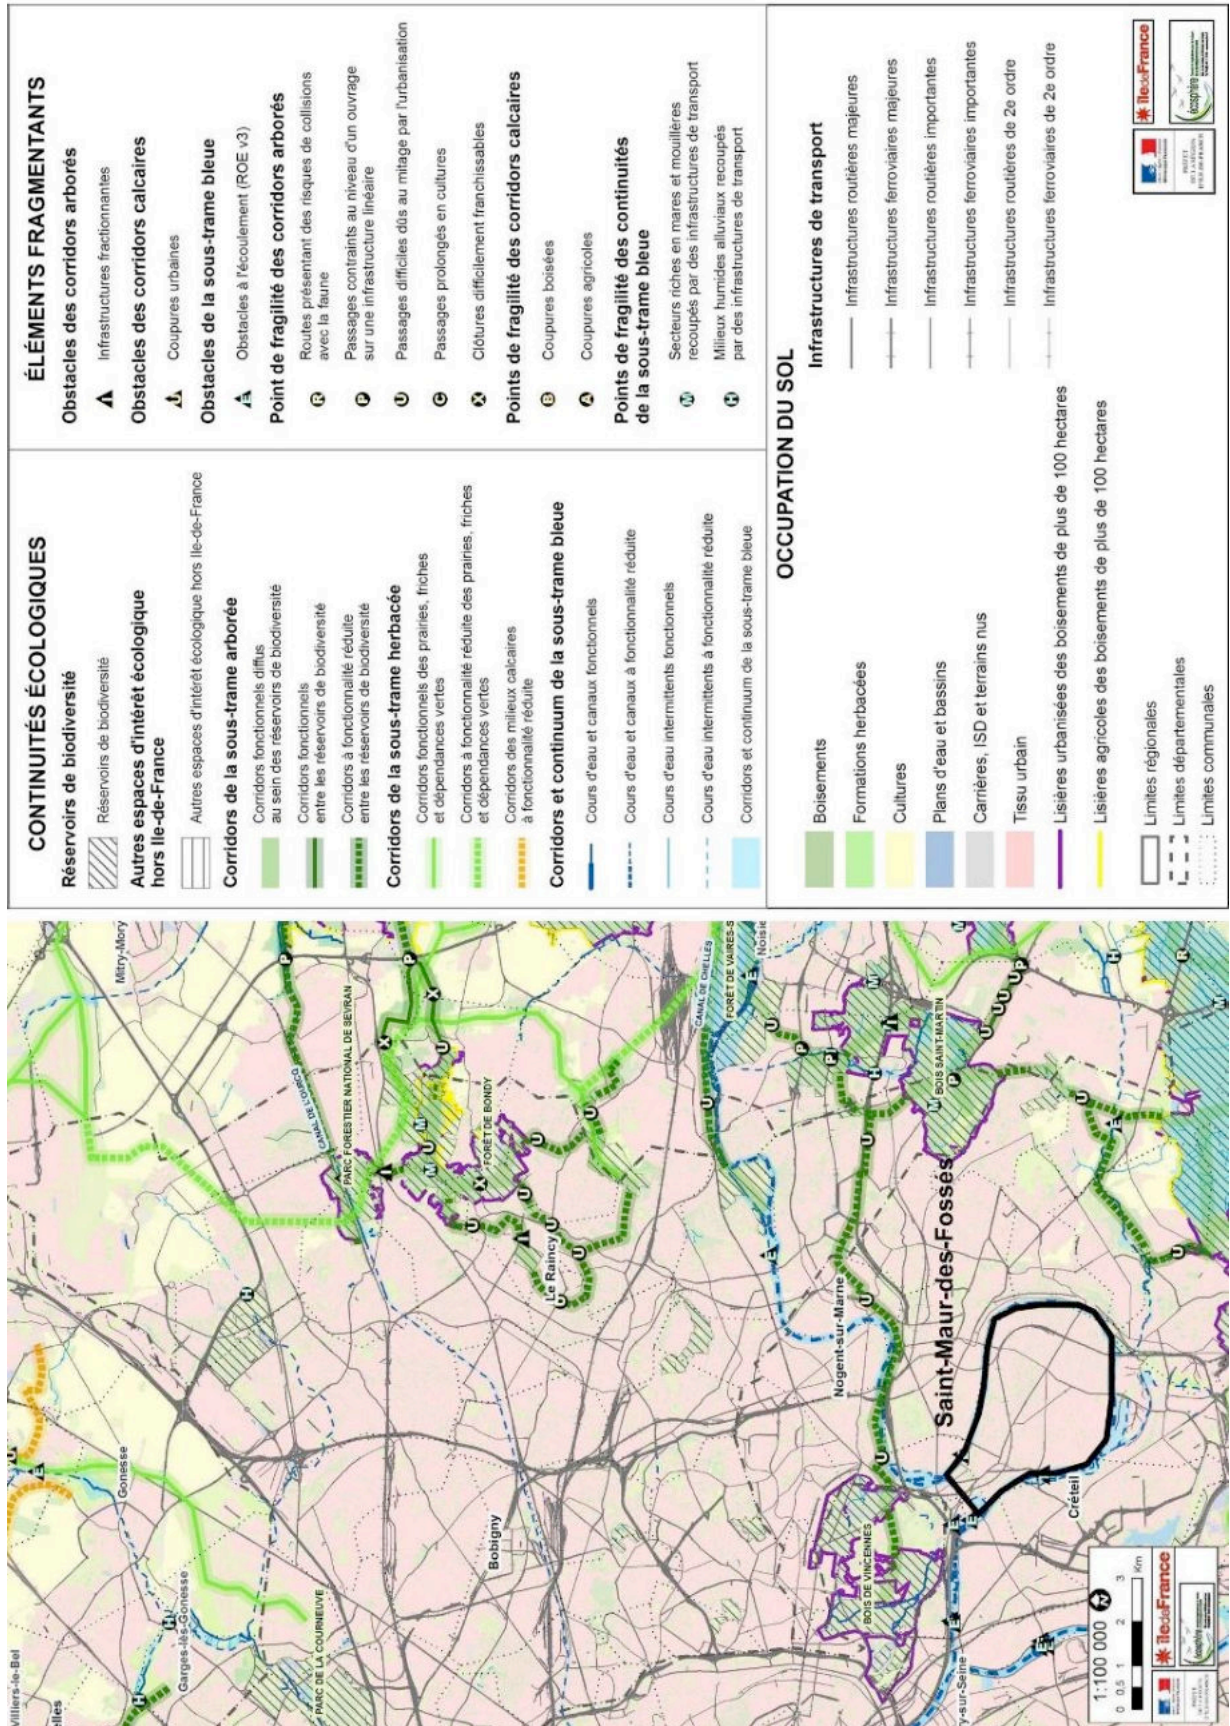 CONTINUITÉS ÉCOLOGIQUES
Réservoirs de biodiversité
Réservoirs de biodiversité
Autres espaces d'intérêt écologique
hors Ile-de-France
Autres espaces d'intérêt écologique hors Ile-de-France
Corridors de la sous-trame arborée
Corridors fonctionnels diffus
au sein des réservoirs de biodiversité
Corridors fonctionnels
entre les réservoirs de biodiversité
Corridors à fonctionnalité réduite
entre les réservoirs de biodiversité
Corridors de la sous-trame herbacée
Corridors fonctionnels des prairies, friches
et dépendances vertes
Corridors à fonctionnalité réduite des prairies, friches
et dépendances vertes
Corridors des milieux calcaires
à fonctionnalité réduite
Corridors et continuum de la sous-trame bleue
Cours d'eau et canaux fonctionnels
Cours d'eau et canaux à fonctionnalité réduite
Cours d'eau intermittents fonctionnels
Cours d'eau intermittents à fonctionnalité réduite
Corridors et continuum de la sous-trame bleue
ÉLÉMENTS FRAGMENTANTS
Obstacles des corridors arborés
Infrastructures fractionnantes
Obstacles des corridors calcaires
Coupures urbaines
Obstacles de la sous-trame bleue
E Obstacles à l'écoulement (ROE v3)
Point de fragilité des corridors arborés
R Routes présentant des risques de collisions
avec la faune
P Passages contraints au niveau d'un ouvrage
sur une infrastructure linéaire
U Passages difficiles dûs au mitage par l'urbanisation
C Passages prolongés en cultures
X Clôtures difficilement franchissables
Points de fragilité des corridors calcaires
B Coupures boisées
A Coupures agricoles
Points de fragilité des continuités
de la sous-trame bleue
M Secteurs riches en mares et mouillères
recoupés par des infrastructures de transport
H Milieux humides alluviaux recoupés
par des infrastructures de transport
OCCUPATION DU SOL
Boisements
Formations herbacées
Cultures
Plans d'eau et bassins
Carrières, ISD et terrains nus
Tissu urbain
Lisières urbanisées des boisements de plus de 100 hectares
Lisières agricoles des boisements de plus de 100 hectares
Limites régionales
Limites départementales
Limites communales
Infrastructures de transport
Infrastructures routières majeures
Infrastructures ferroviaires majeures
Infrastructures routières importantes
Infrastructures ferroviaires importantes
Infrastructures routières de 2e ordre
Infrastructures ferroviaires de 2e ordre
PREFET
DE LA REGION
D'ILE-DE-FRANCE
îledeFrance
écosphère
Villiers-le-Bel
Gonesse
Mitry-Mory
Garges-lès-Gonesse
PARC DE LA COURNEUVE
CANAL DE L'OURCQ
PARC FORESTIER NATIONAL DE SEVRAN
FORÊT DE BONDY
Le Raincy
Bobigny
CANAL DE CHELLES
FORÊT DE VAIRES-S
Noisie
Nogent-sur-Marne
BOIS SAINT-MARTIN
BOIS DE VINCENNES
Saint-Maur-des-Fossés
Créteil
y-sur-Seine
1:100 000
N
0 0.5 1 2 3
Km
îledeFrance
écosphère